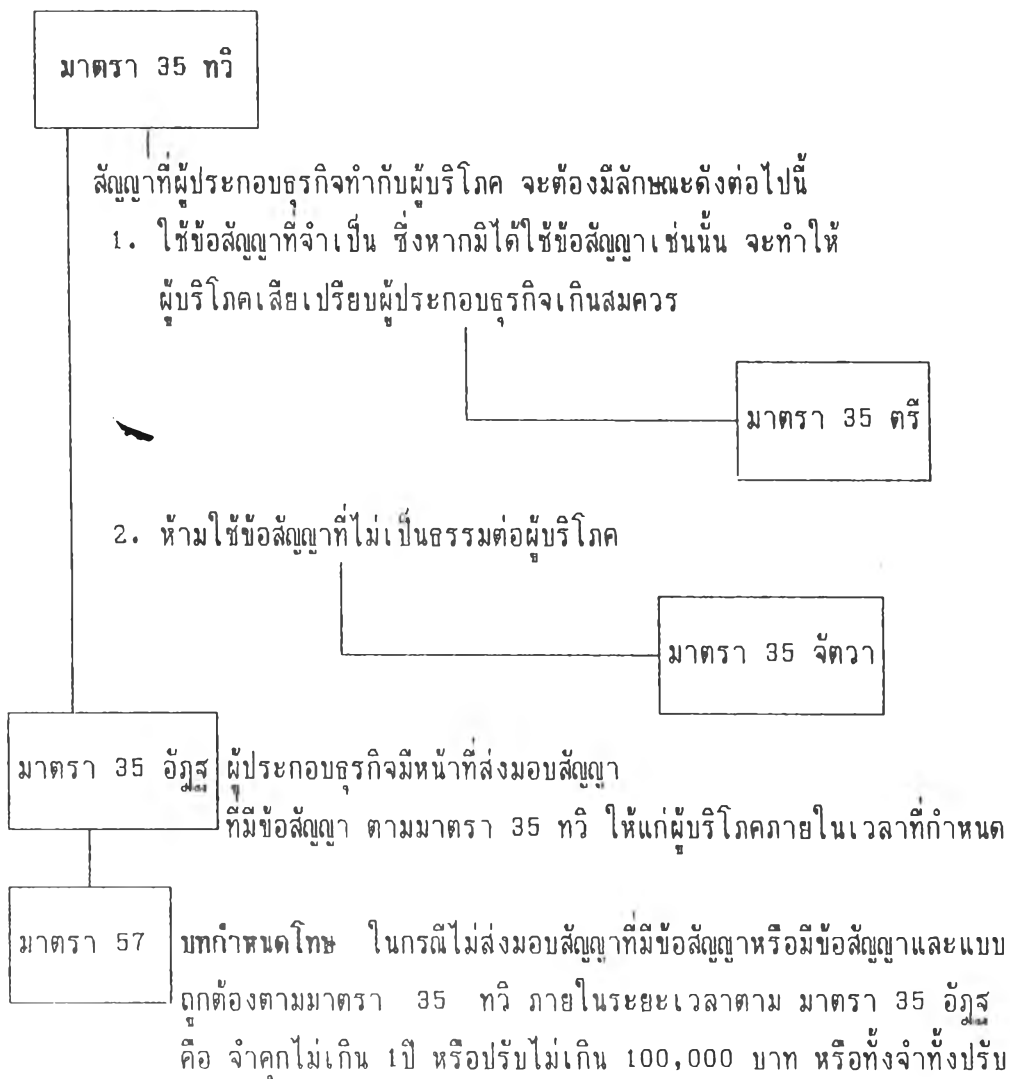 มาตรา 35 ทวิ
สัญญาที่ผู้ประกอบธุรกิจทำกับผู้บริโภค จะต้องมีลักษณะดังต่อไปนี้
1. ใช้ข้อสัญญาที่จำเป็น ซึ่งหากมิได้ใช้ข้อสัญญาเช่นนั้น จะทำให้
ผู้บริโภคเสียเปรียบผู้ประกอบธุรกิจเกินสมควร
มาตรา 35 ตรี
2. ห้ามใช้ข้อสัญญาที่ไม่เป็นธรรมต่อผู้บริโภค
มาตรา 35 จัตวา
มาตรา 35 อัฏฐ ผู้ประกอบธุรกิจมีหน้าที่ส่งมอบสัญญา
ที่มีข้อสัญญา ตามมาตรา 35 ทวิ ให้แก่ผู้บริโภคภายในเวลาที่กำหนด
มาตรา 57 บทกำหนดโทษ ในกรณีไม่ส่งมอบสัญญาที่มีข้อสัญญาหรือมีข้อสัญญาและแบบ
ถูกต้องตามมาตรา 35 ทวิ ภายในระยะเวลาตาม มาตรา 35 อัฏฐ
คือ จำคุกไม่เกิน 1ปี หรือปรับไม่เกิน 100,000 บาท หรือทั้งจำทั้งปรับ